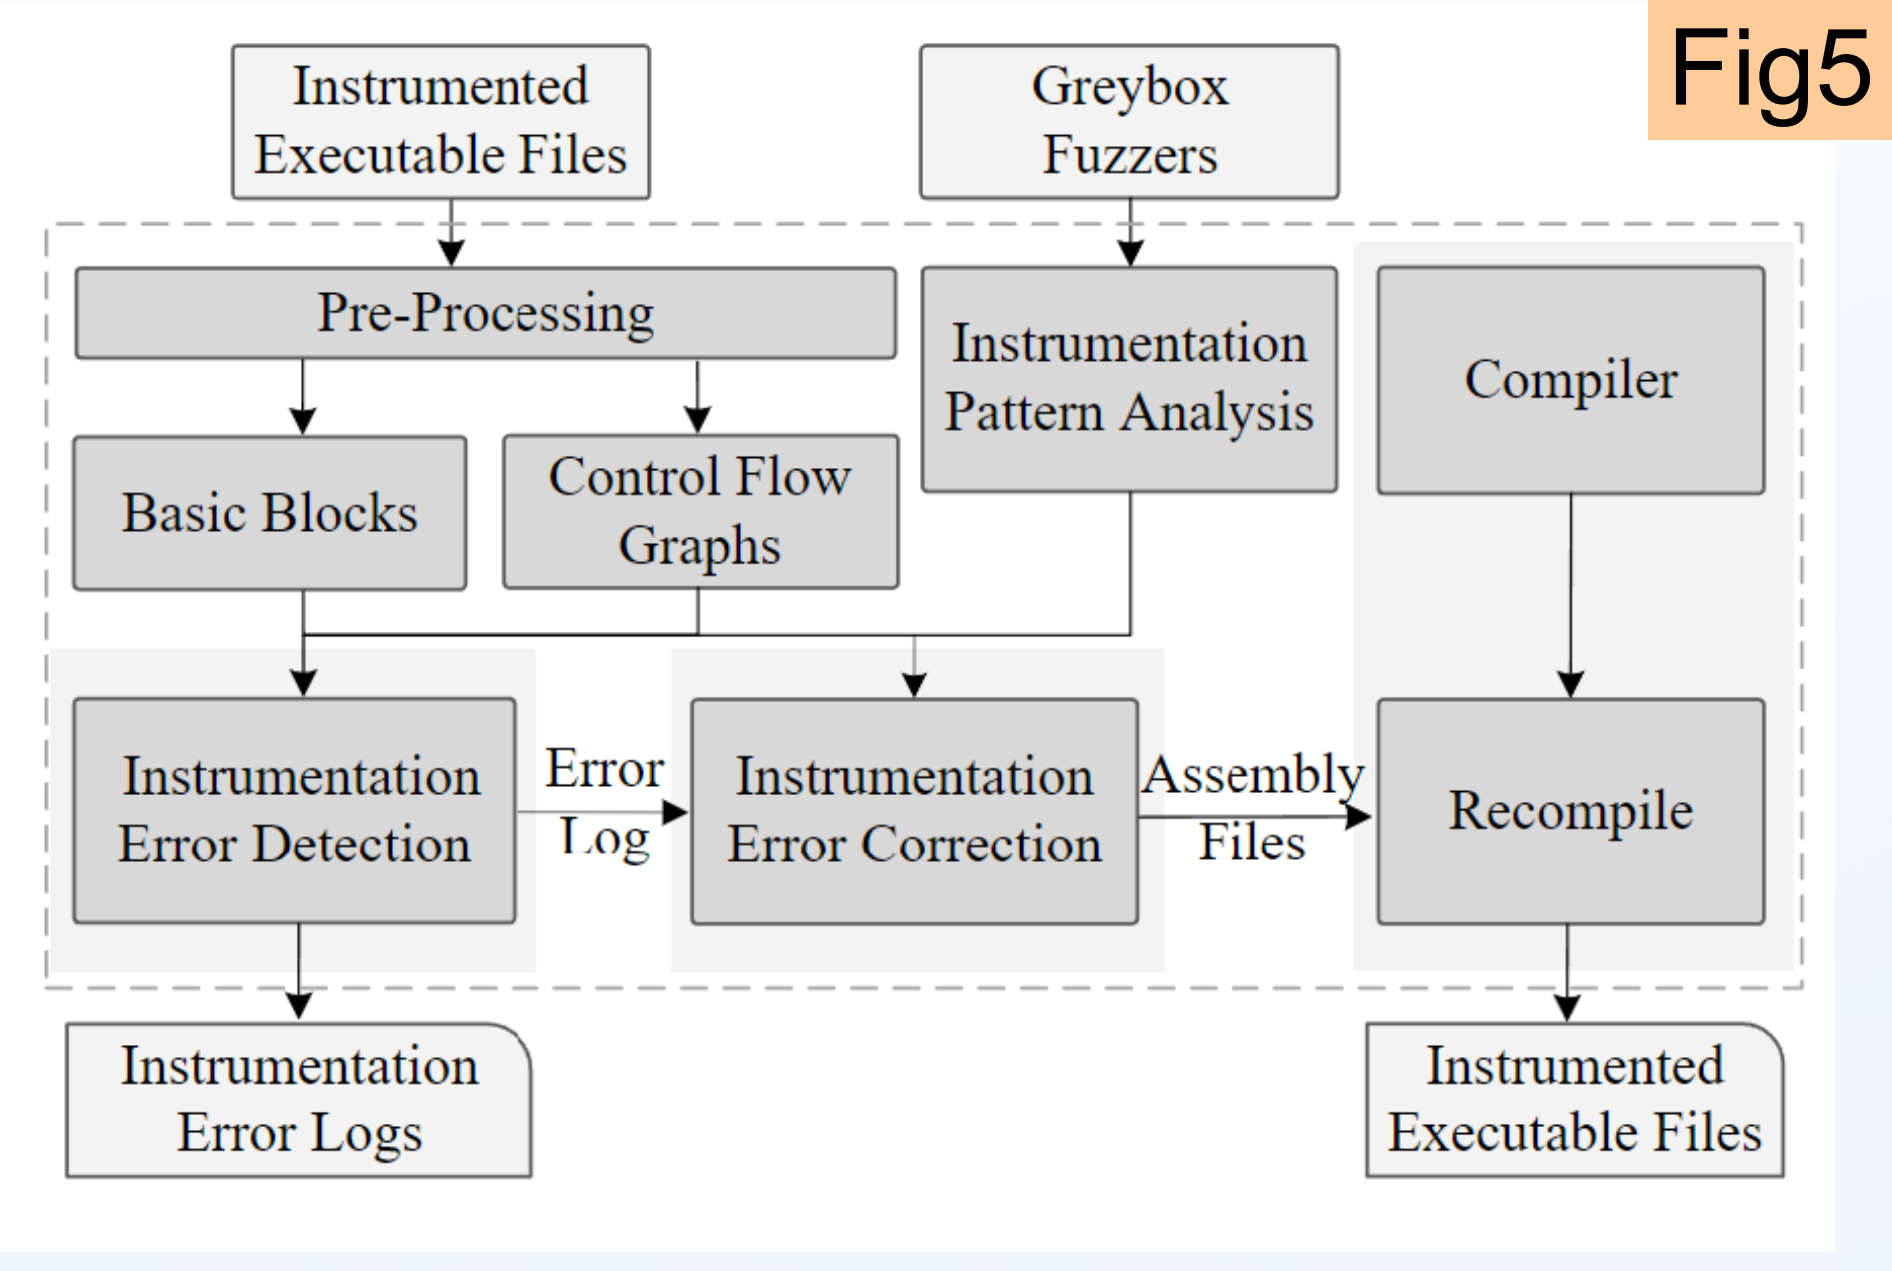 Fig5
Instrumented
Executable Files
Greybox
Fuzzers
Pre-Processing
Instrumentation
Pattern Analysis
Compiler
Basic Blocks
Control Flow
Graphs
Instrumentation
Error Detection
Error
Log
Instrumentation
Error Correction
Assembly
Files
Recompile
Instrumentation
Error Logs
Instrumented
Executable Files